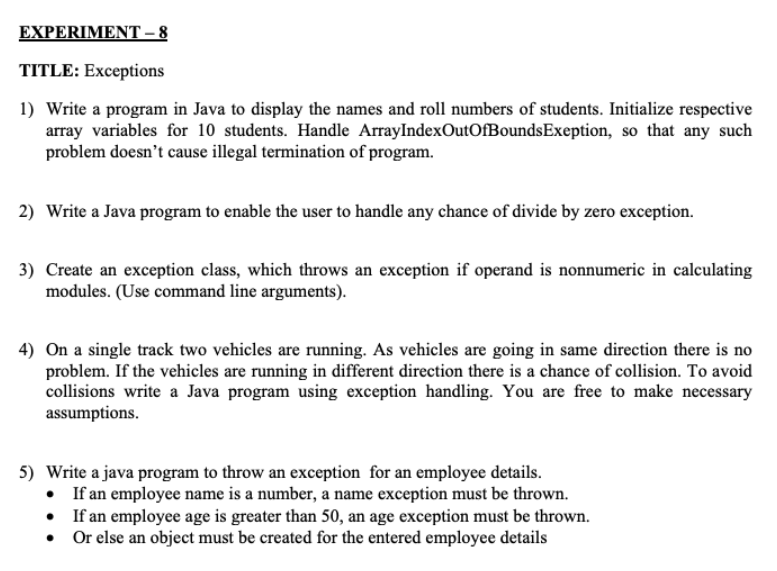 EXPERIMENT – 8
TITLE: Exceptions
1) Write a program in Java to display the names and roll numbers of students. Initialize respective
array variables for 10 students. Handle ArrayIndexOutOfBoundsExeption, so that any such
problem doesn’t cause illegal termination of program.
2) Write a Java program to enable the user to handle any chance of divide by zero exception.
3) Create an exception class, which throws an exception if operand is nonnumeric in calculating
modules. (Use command line arguments).
4) On a single track two vehicles are running. As vehicles are going in same direction there is no
problem. If the vehicles are running in different direction there is a chance of collision. To avoid
collisions write a Java program using exception handling. You are free to make necessary
assumptions.
5) Write a java program to throw an exception for an employee details.
• If an employee name is a number, a name exception must be thrown.
• If an employee age is greater than 50, an age exception must be thrown.
• Or else an object must be created for the entered employee details